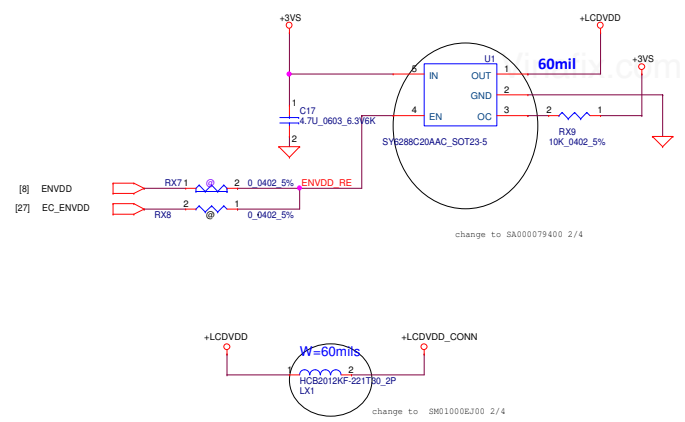 +3VS
+LCDVDD
U1
60mil
+3VS
5
IN
OUT
1
GND
2
4
EN
OC
3
2
1
C17
1
4.7U_0603_6.3V6K
2
SY6288C20AAC_SOT23-5
RX9
10K_0402_5%
[8]
ENVDD
RX7
1
@
2
0_0402_5%
ENVDD_RE
[27]
EC_ENVDD
RX8
2
@
1
0_0402_5%
change to SA000079400 2/4
+LCDVDD
+LCDVDD_CONN
W=60mils
1
2
HCB2012KF-221T30_2P
LX1
change to SM01000EJ00 2/4